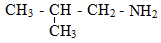 CH₃ - CH - CH₂ - NH2
CH₃